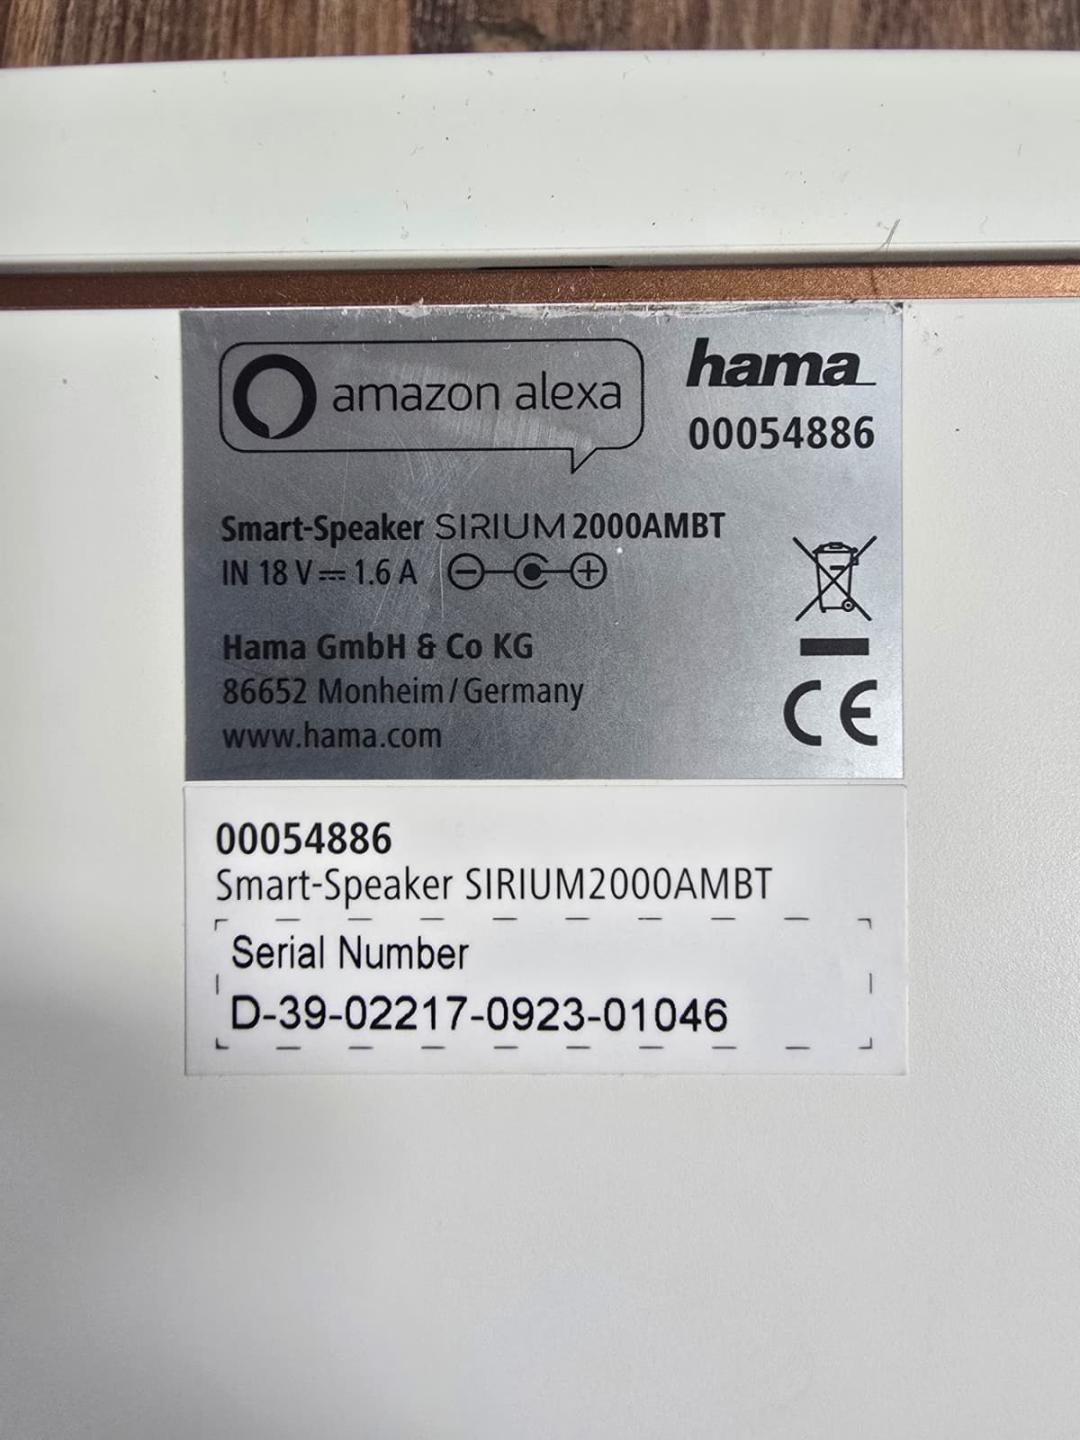 amazon alexa
hama
00054886
Smart-Speaker SIRIUM 2000AMBT
IN 18 V ⎓ 1.6 A
Hama GmbH & Co KG
86652 Monheim/Germany
www.hama.com
CE
00054886
Smart-Speaker SIRIUM2000AMBT
Serial Number
D-39-02217-0923-01046